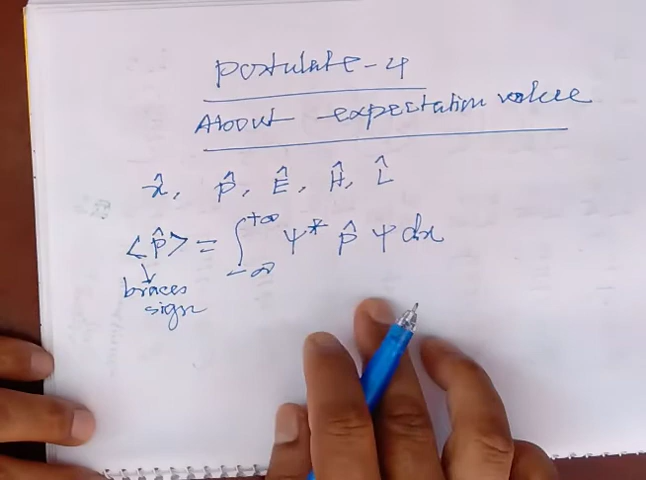 postulate-4
About expectation value
x̂, p̂, Ê, Ĥ, L̂
<p̂> = ∫_{-∞}^{+∞} ψ* p̂ ψ dx
↓
braces
sign